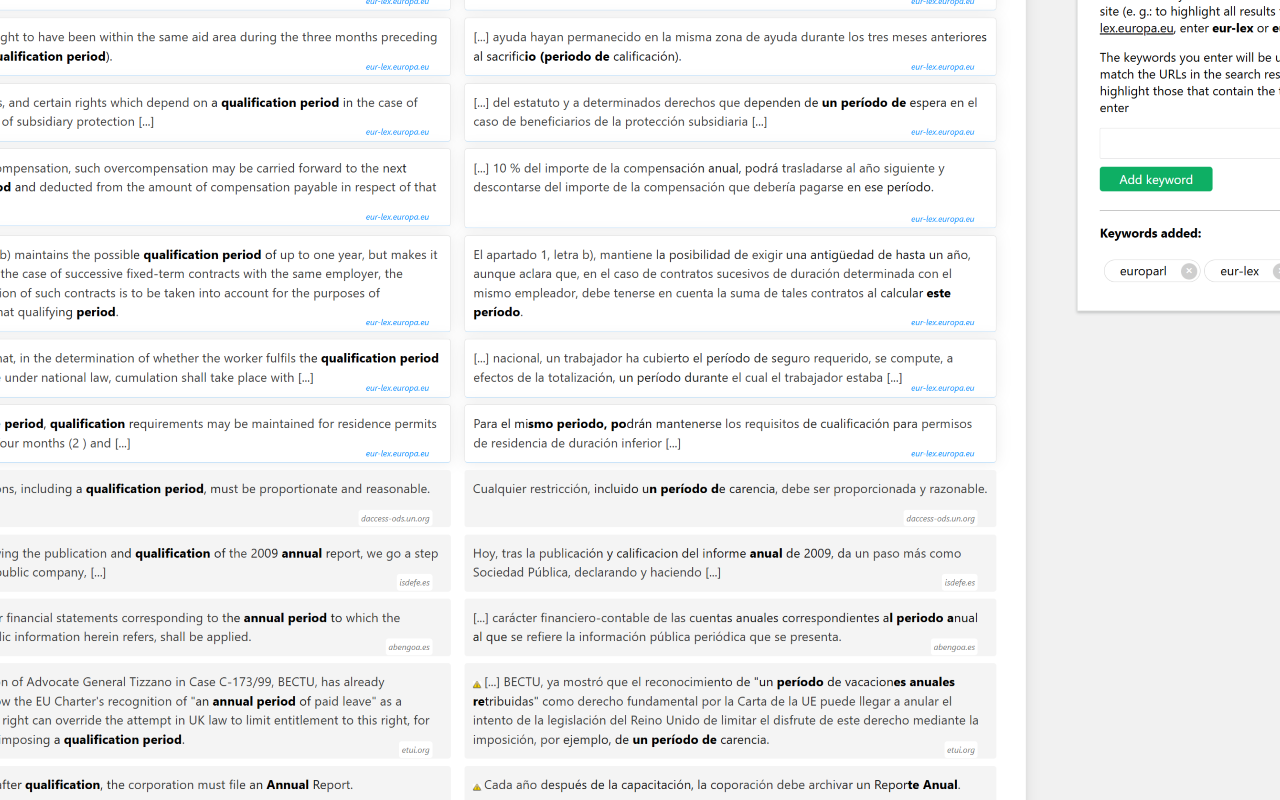 eur-lex.europa.eu
ght to have been within the same aid area during the three months preceding
ualification period).
eur-lex.europa.eu
s, and certain rights which depend on a qualification period in the case of
of subsidiary protection [...]
eur-lex.europa.eu
ompensation, such overcompensation may be carried forward to the next
od and deducted from the amount of compensation payable in respect of that
eur-lex.europa.eu
b) maintains the possible qualification period of up to one year, but makes it
the case of successive fixed-term contracts with the same employer, the
ion of such contracts is to be taken into account for the purposes of
hat qualifying period.
eur-lex.europa.eu
hat, in the determination of whether the worker fulfils the qualification period
under national law, cumulation shall take place with [...]
eur-lex.europa.eu
period, qualification requirements may be maintained for residence permits
our months (2 ) and [...]
eur-lex.europa.eu
ons, including a qualification period, must be proportionate and reasonable.
daccess-ods.un.org
ving the publication and qualification of the 2009 annual report, we go a step
public company, [...]
isdefe.es
r financial statements corresponding to the annual period to which the
lic information herein refers, shall be applied.
abengoa.es
on of Advocate General Tizzano in Case C-173/99, BECTU, has already
ow the EU Charter's recognition of "an annual period of paid leave" as a
right can override the attempt in UK law to limit entitlement to this right, for
imposing a qualification period.
etui.org
after qualification, the corporation must file an Annual Report.
eur-lex.europa.eu
[...] ayuda hayan permanecido en la misma zona de ayuda durante los tres meses anteriores
al sacrificio (periodo de calificación).
eur-lex.europa.eu
[...] del estatuto y a determinados derechos que dependen de un período de espera en el
caso de beneficiarios de la protección subsidiaria [...]
eur-lex.europa.eu
[...] 10 % del importe de la compensación anual, podrá trasladarse al año siguiente y
descontarse del importe de la compensación que debería pagarse en ese período.
eur-lex.europa.eu
El apartado 1, letra b), mantiene la posibilidad de exigir una antigüedad de hasta un año,
aunque aclara que, en el caso de contratos sucesivos de duración determinada con el
mismo empleador, debe tenerse en cuenta la suma de tales contratos al calcular este
período.
eur-lex.europa.eu
[...] nacional, un trabajador ha cubierto el período de seguro requerido, se compute, a
efectos de la totalización, un período durante el cual el trabajador estaba [...]
eur-lex.europa.eu
Para el mismo periodo, podrán mantenerse los requisitos de cualificación para permisos
de residencia de duración inferior [...]
eur-lex.europa.eu
Cualquier restricción, incluido un período de carencia, debe ser proporcionada y razonable.
daccess-ods.un.org
Hoy, tras la publicación y calificacion del informe anual de 2009, da un paso más como
Sociedad Pública, declarando y haciendo [...]
isdefe.es
[...] carácter financiero-contable de las cuentas anuales correspondientes al periodo anual
al que se refiere la información pública periódica que se presenta.
abengoa.es
[...] BECTU, ya mostró que el reconocimiento de "un período de vacaciones anuales
retribuidas" como derecho fundamental por la Carta de la UE puede llegar a anular el
intento de la legislación del Reino Unido de limitar el disfrute de este derecho mediante la
imposición, por ejemplo, de un período de carencia.
etui.org
Cada año después de la capacitación, la coporación debe archivar un Reporte Anual.
site (e. g.: to highlight all results
lex.europa.eu, enter eur-lex or e
The keywords you enter will be u
match the URLs in the search res
highlight those that contain the
enter
Add keyword
Keywords added:
europarl
eur-lex